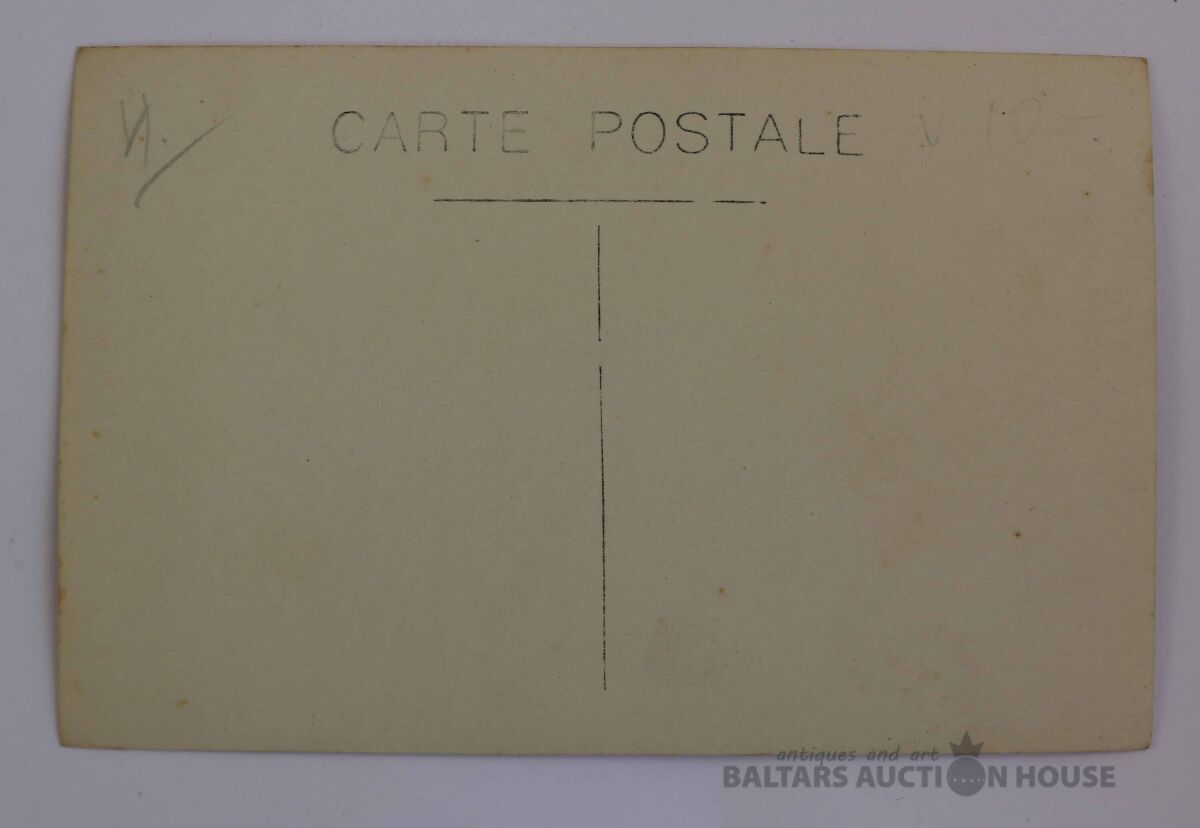 CARTE POSTALE
antiques and art
BALTARS AUCTION HOUSE